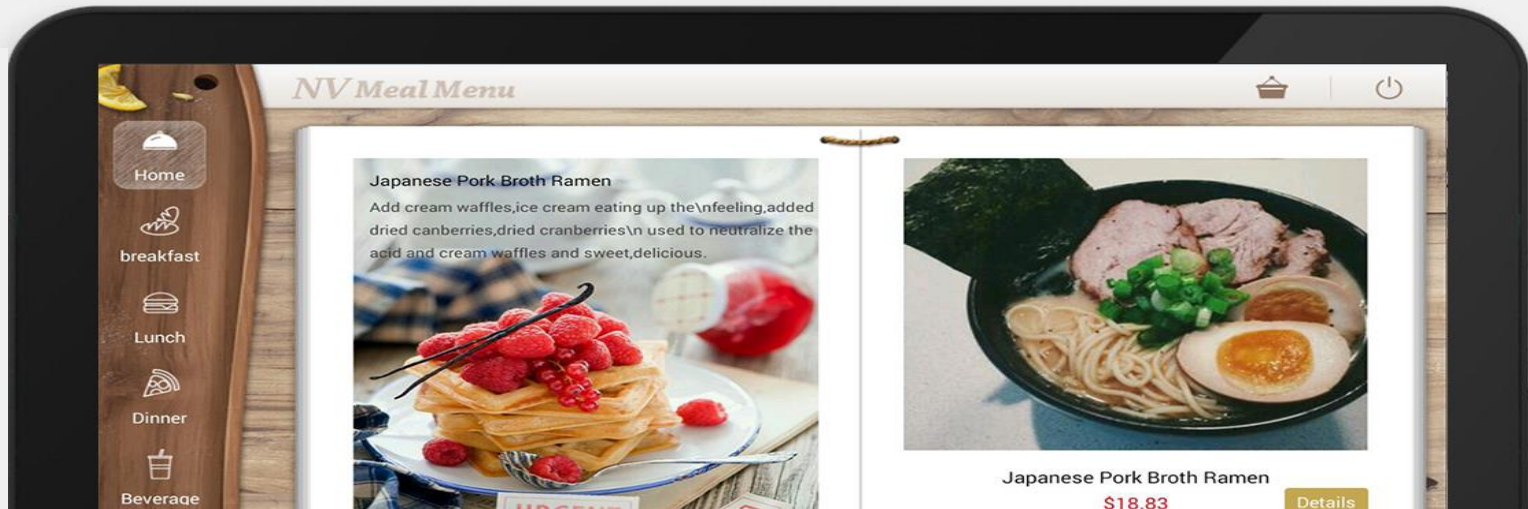 NV Meal Menu
Home
breakfast
Lunch
Dinner
Beverage
Japanese Pork Broth Ramen
Add cream waffles,ice cream eating up the\nfeeling,added
dried canberries,dried cranberries\n used to neutralize the
acid and cream waffles and sweet,delicious.
Japanese Pork Broth Ramen
$18.83
Details